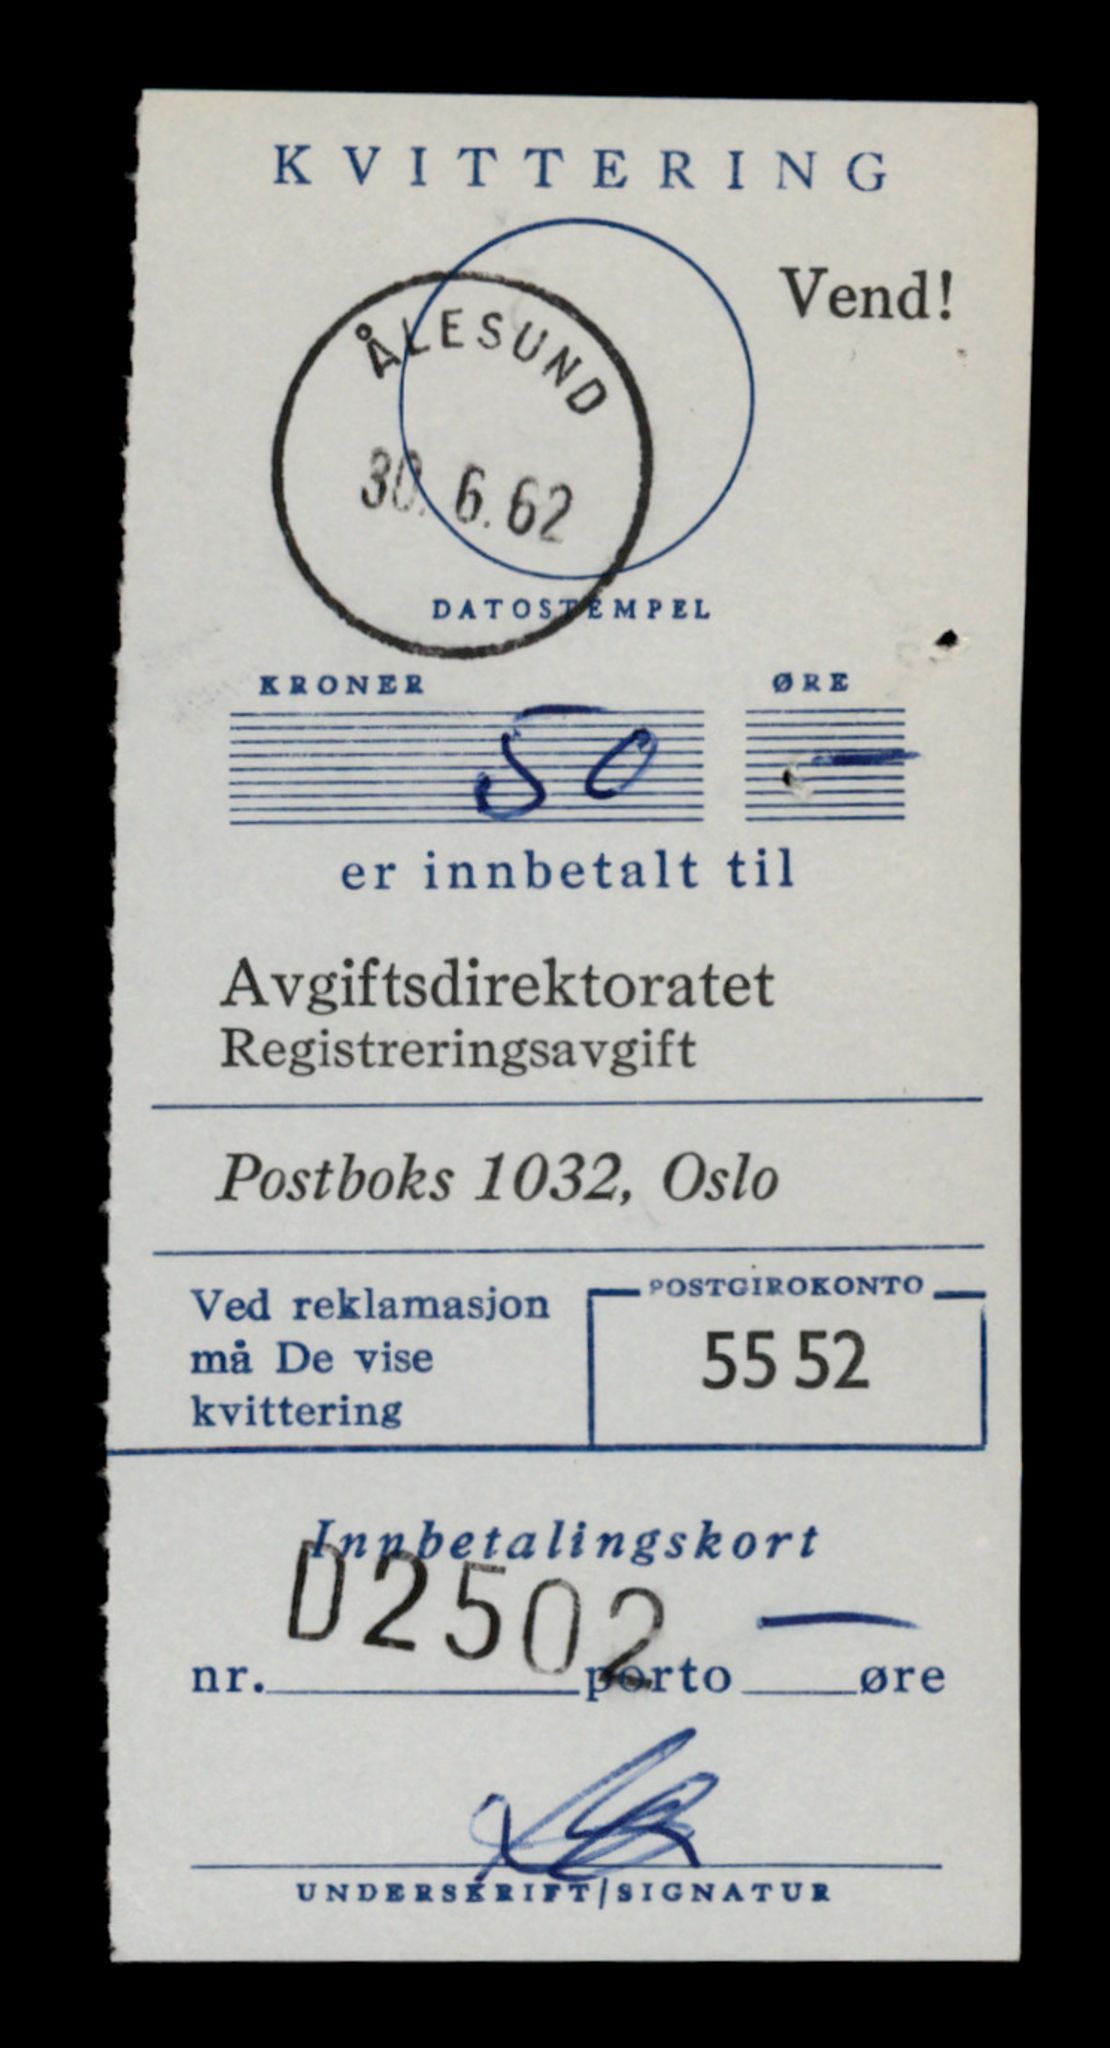 KVITTERING
Vend!
ÅLESUND
30.6.62
DATOSTEMPEL
KRONER ØRE
50 —
er innbetalt til
Avgiftsdirektoratet
Registreringsavgift
Postboks 1032, Oslo
Ved reklamasjon
må De vise
kvittering
POSTGIROKONTO
55 52
Innbetalingskort
D2502 —
nr. porto øre
UNDERSKRIFT/SIGNATUR